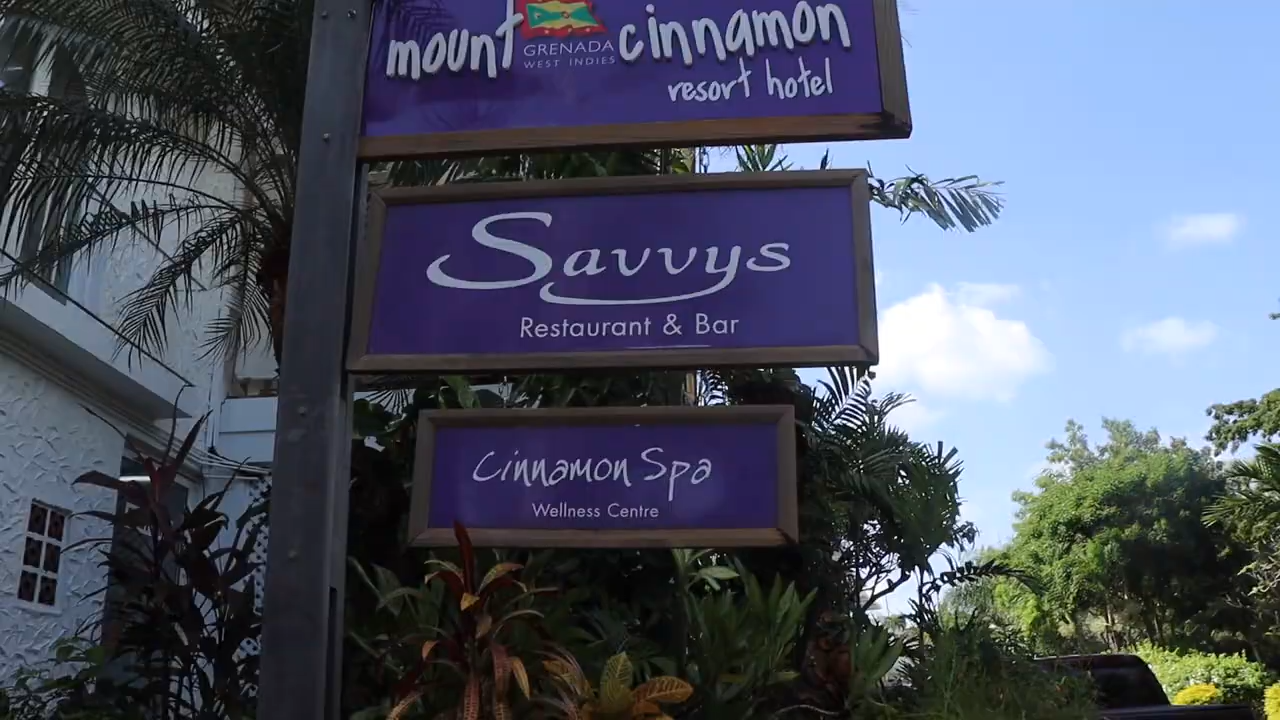 mount cinnamon
GRENADA
WEST INDIES
resort hotel
Savvys
Restaurant & Bar
Cinnamon Spa
Wellness Centre